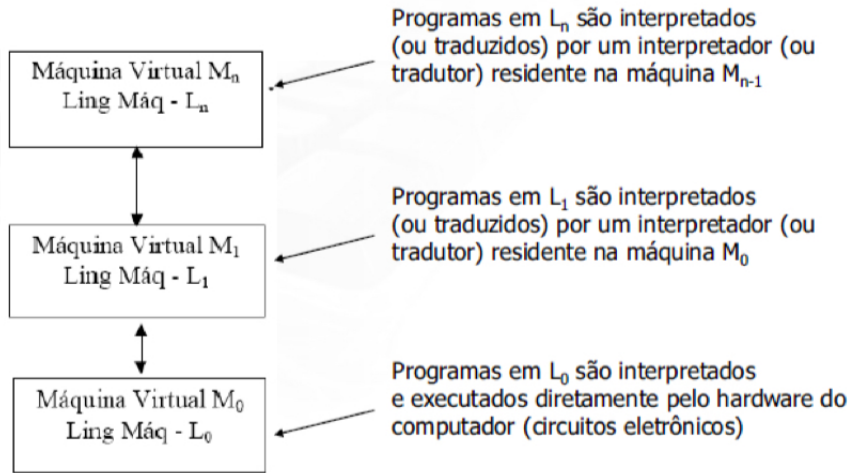 Programas em Lₙ são interpretados
(ou traduzidos) por um interpretador (ou
tradutor) residente na máquina Mₙ₋₁
Máquina Virtual Mₙ
Ling Máq - Lₙ
Programas em L₁ são interpretados
(ou traduzidos) por um interpretador (ou
tradutor) residente na máquina M₀
Máquina Virtual M₁
Ling Máq - L₁
Programas em L₀ são interpretados
e executados diretamente pelo hardware do
computador (circuitos eletrônicos)
Máquina Virtual M₀
Ling Máq - L₀